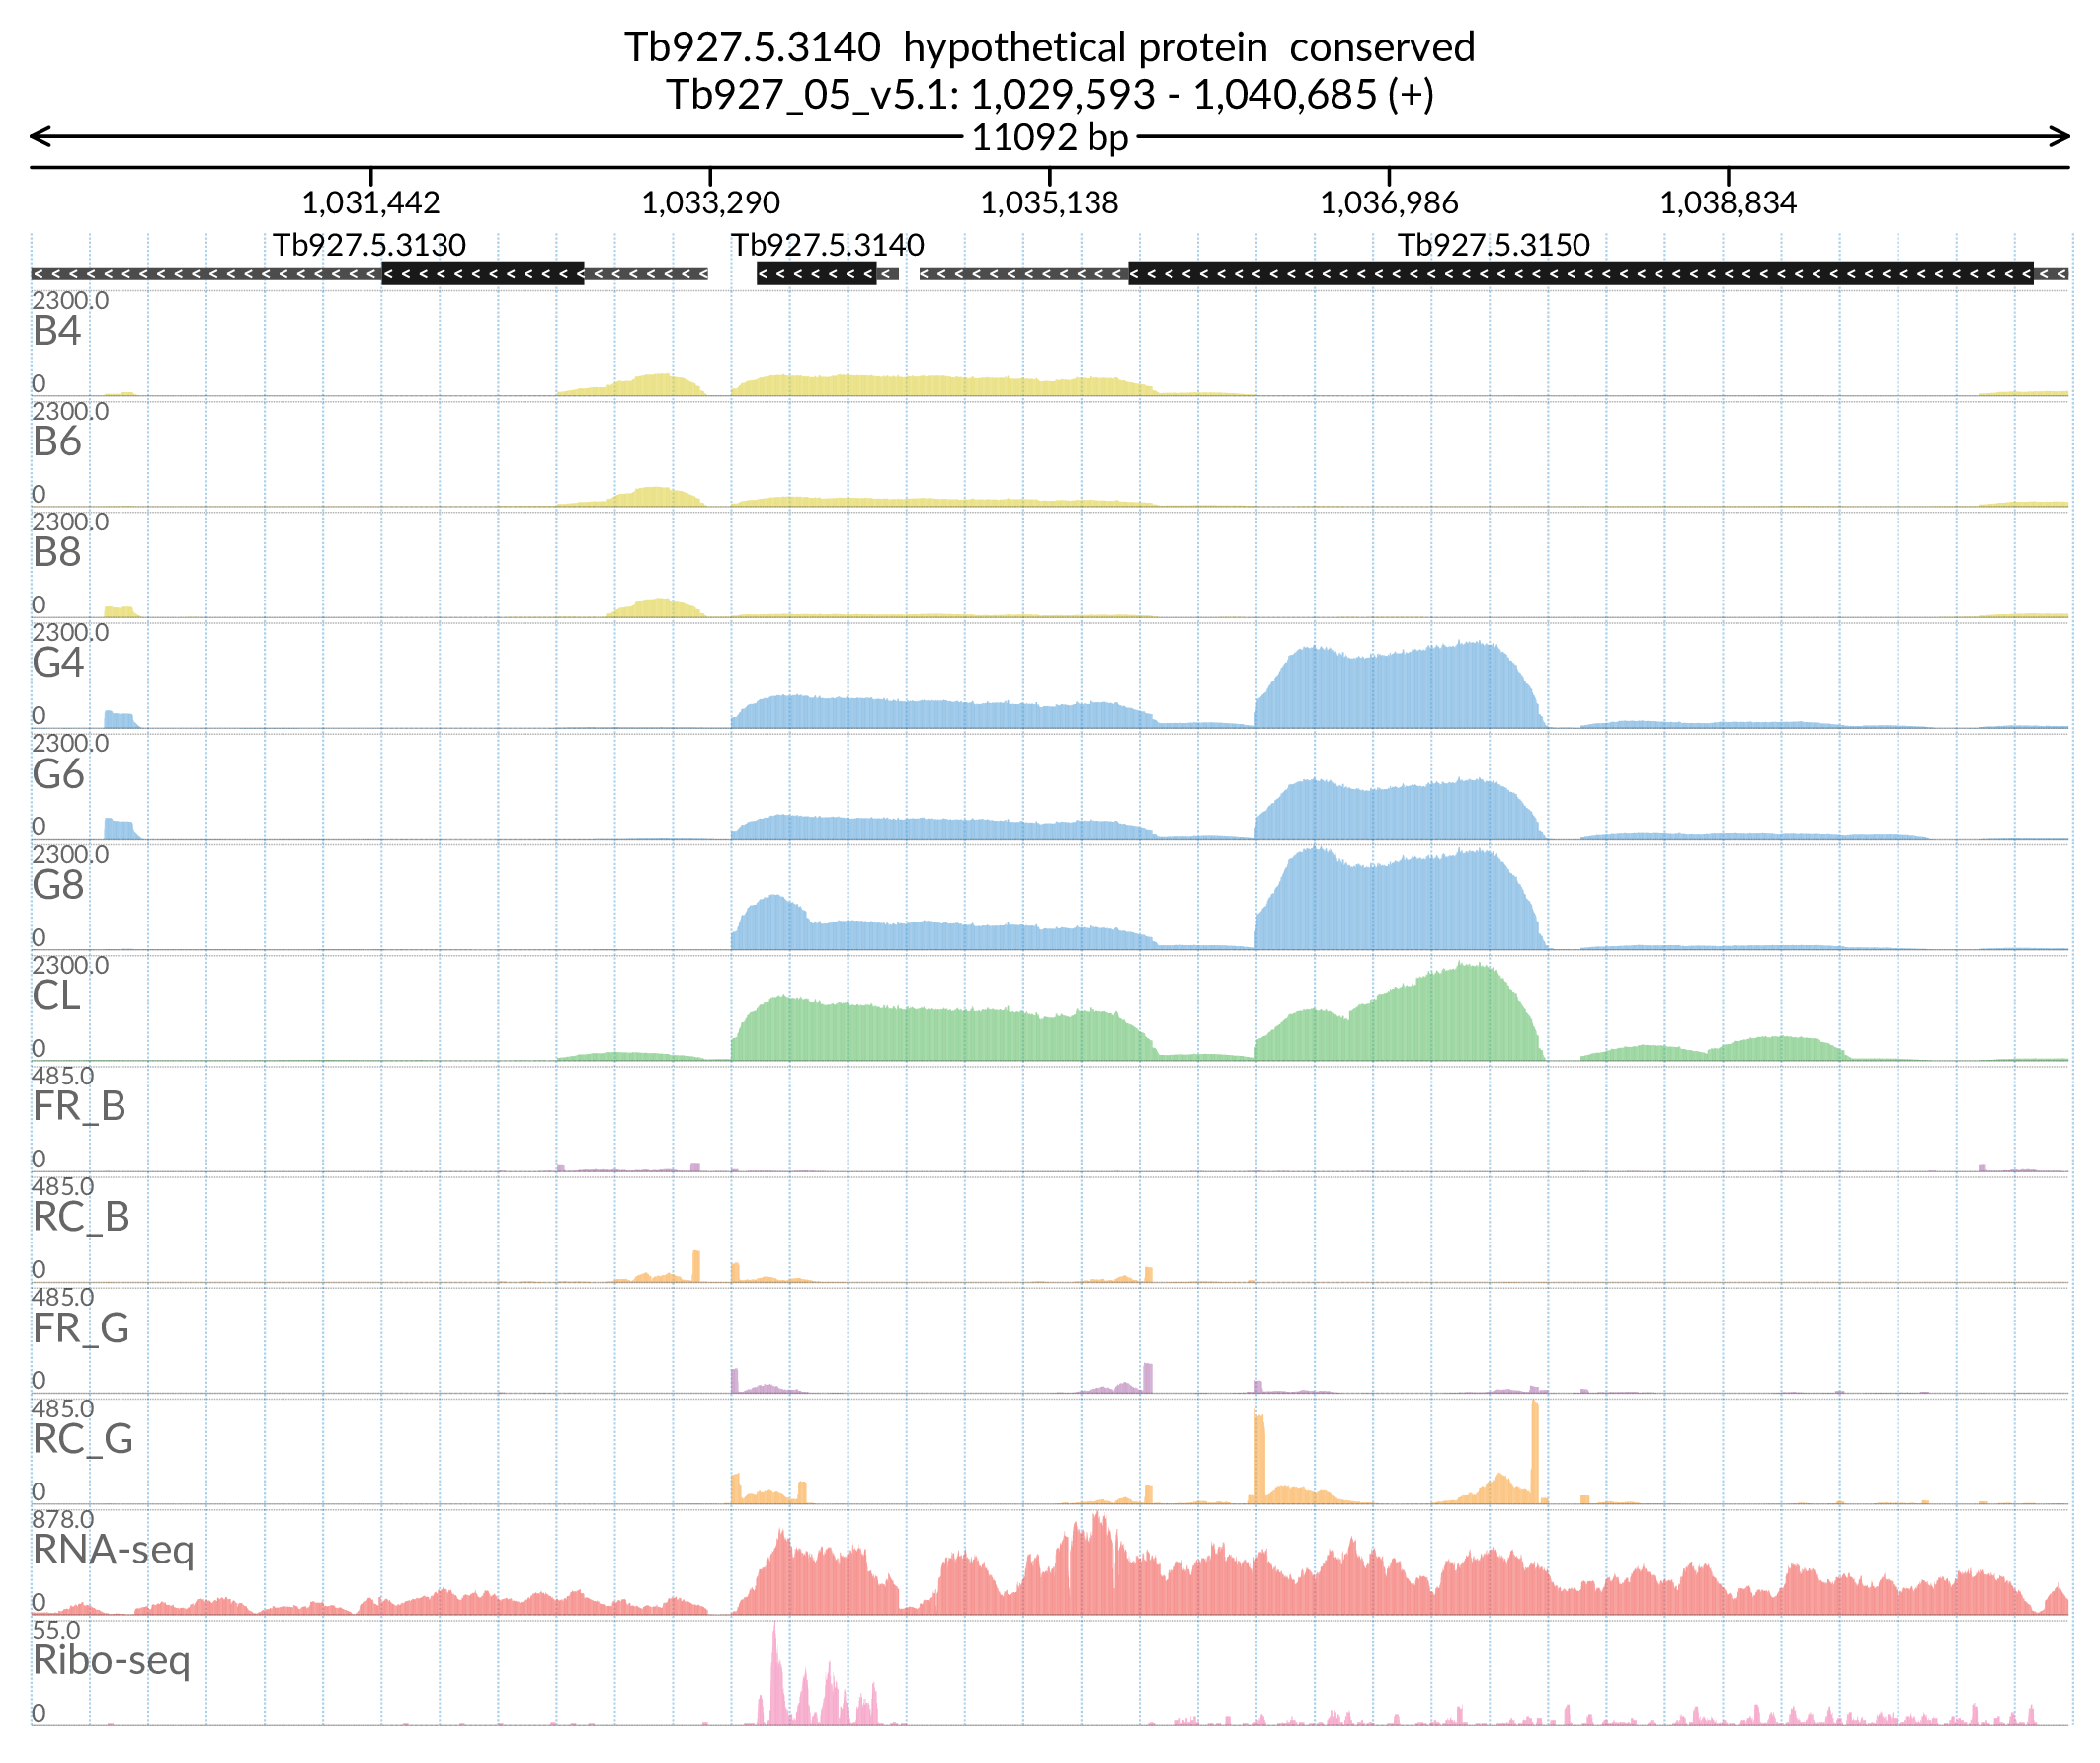 Tb927.5.3140 hypothetical protein conserved
Tb927_05_v5.1: 1,029,593 - 1,040,685 (+)
11092 bp
1,031,442 1,033,290 1,035,138 1,036,986 1,038,834
Tb927.5.3130 Tb927.5.3140 Tb927.5.3150
2300.0
B4
0
2300.0
B6
0
2300.0
B8
0
2300.0
G4
0
2300.0
G6
0
2300.0
G8
0
2300.0
CL
0
485.0
FR_B
0
485.0
RC_B
0
485.0
FR_G
0
485.0
RC_G
0
878.0
RNA-seq
0
55.0
Ribo-seq
0